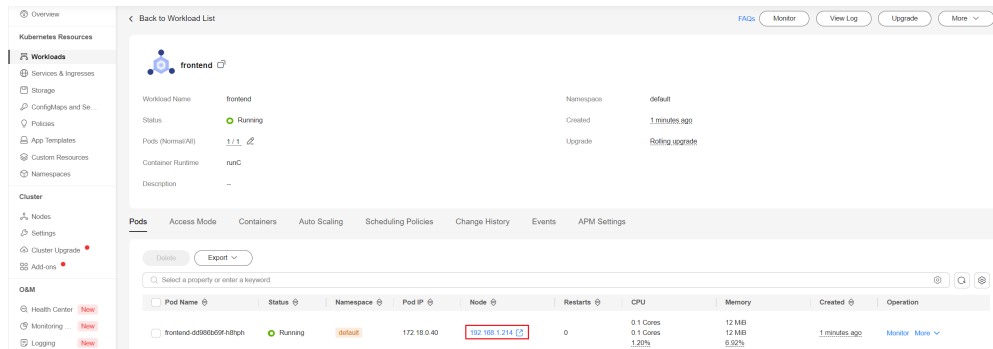 Overview
Kubernetes Resources
Workloads
Services & Ingresses
Storage
ConfigMaps and Se...
Policies
App Templates
Custom Resources
Namespaces
Cluster
Nodes
Settings
Cluster Upgrade
Add-ons
O&M
Health Center New
Monitoring ... New
Logging New
< Back to Workload List
FAQs Monitor View Log Upgrade More
frontend
Workload Name frontend Namespace default
Status Running Created 1 minutes ago
Pods (Normal/All) 1 / 1 Upgrade Rolling upgrade
Container Runtime runC
Description --
Pods Access Mode Containers Auto Scaling Scheduling Policies Change History Events APM Settings
Delete Export
Select a property or enter a keyword.
Pod Name Status Namespace Pod IP Node Restarts CPU Memory Created Operation
0.1 Cores 12 MiB
frontend-dd986b69f-h8hph Running default 172.18.0.40 192.168.1.214 0 0.1 Cores 12 MiB 1 minutes ago Monitor More
1.20% 6.92%